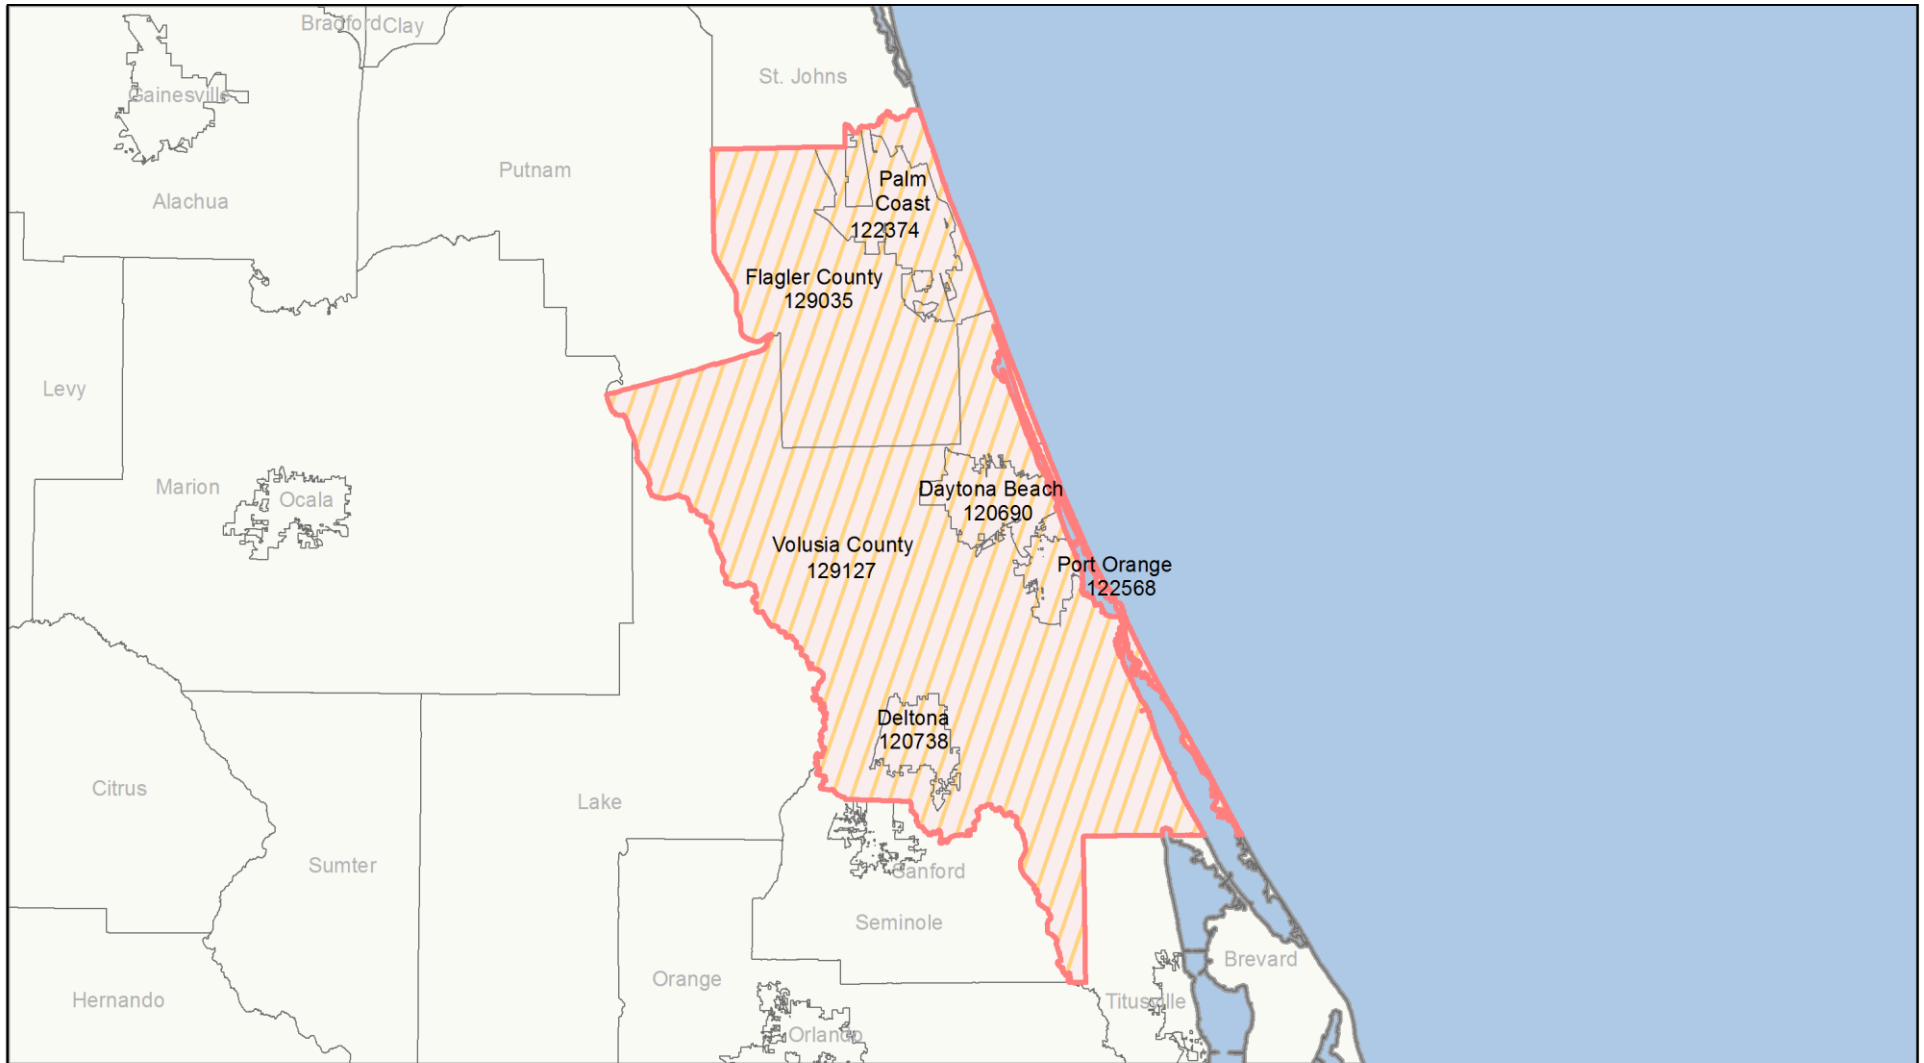 Bradford
Clay
St. Johns
Gainesville
Putnam
Alachua
Palm
Coast
122374
Flagler County
129035
Levy
Marion
Ocala
Daytona Beach
120690
Volusia County
129127
Port Orange
122568
Deltona
120738
Citrus
Lake
Sumter
Sanford
Seminole
Orange
Brevard
Hernando
Titusville
Orlando